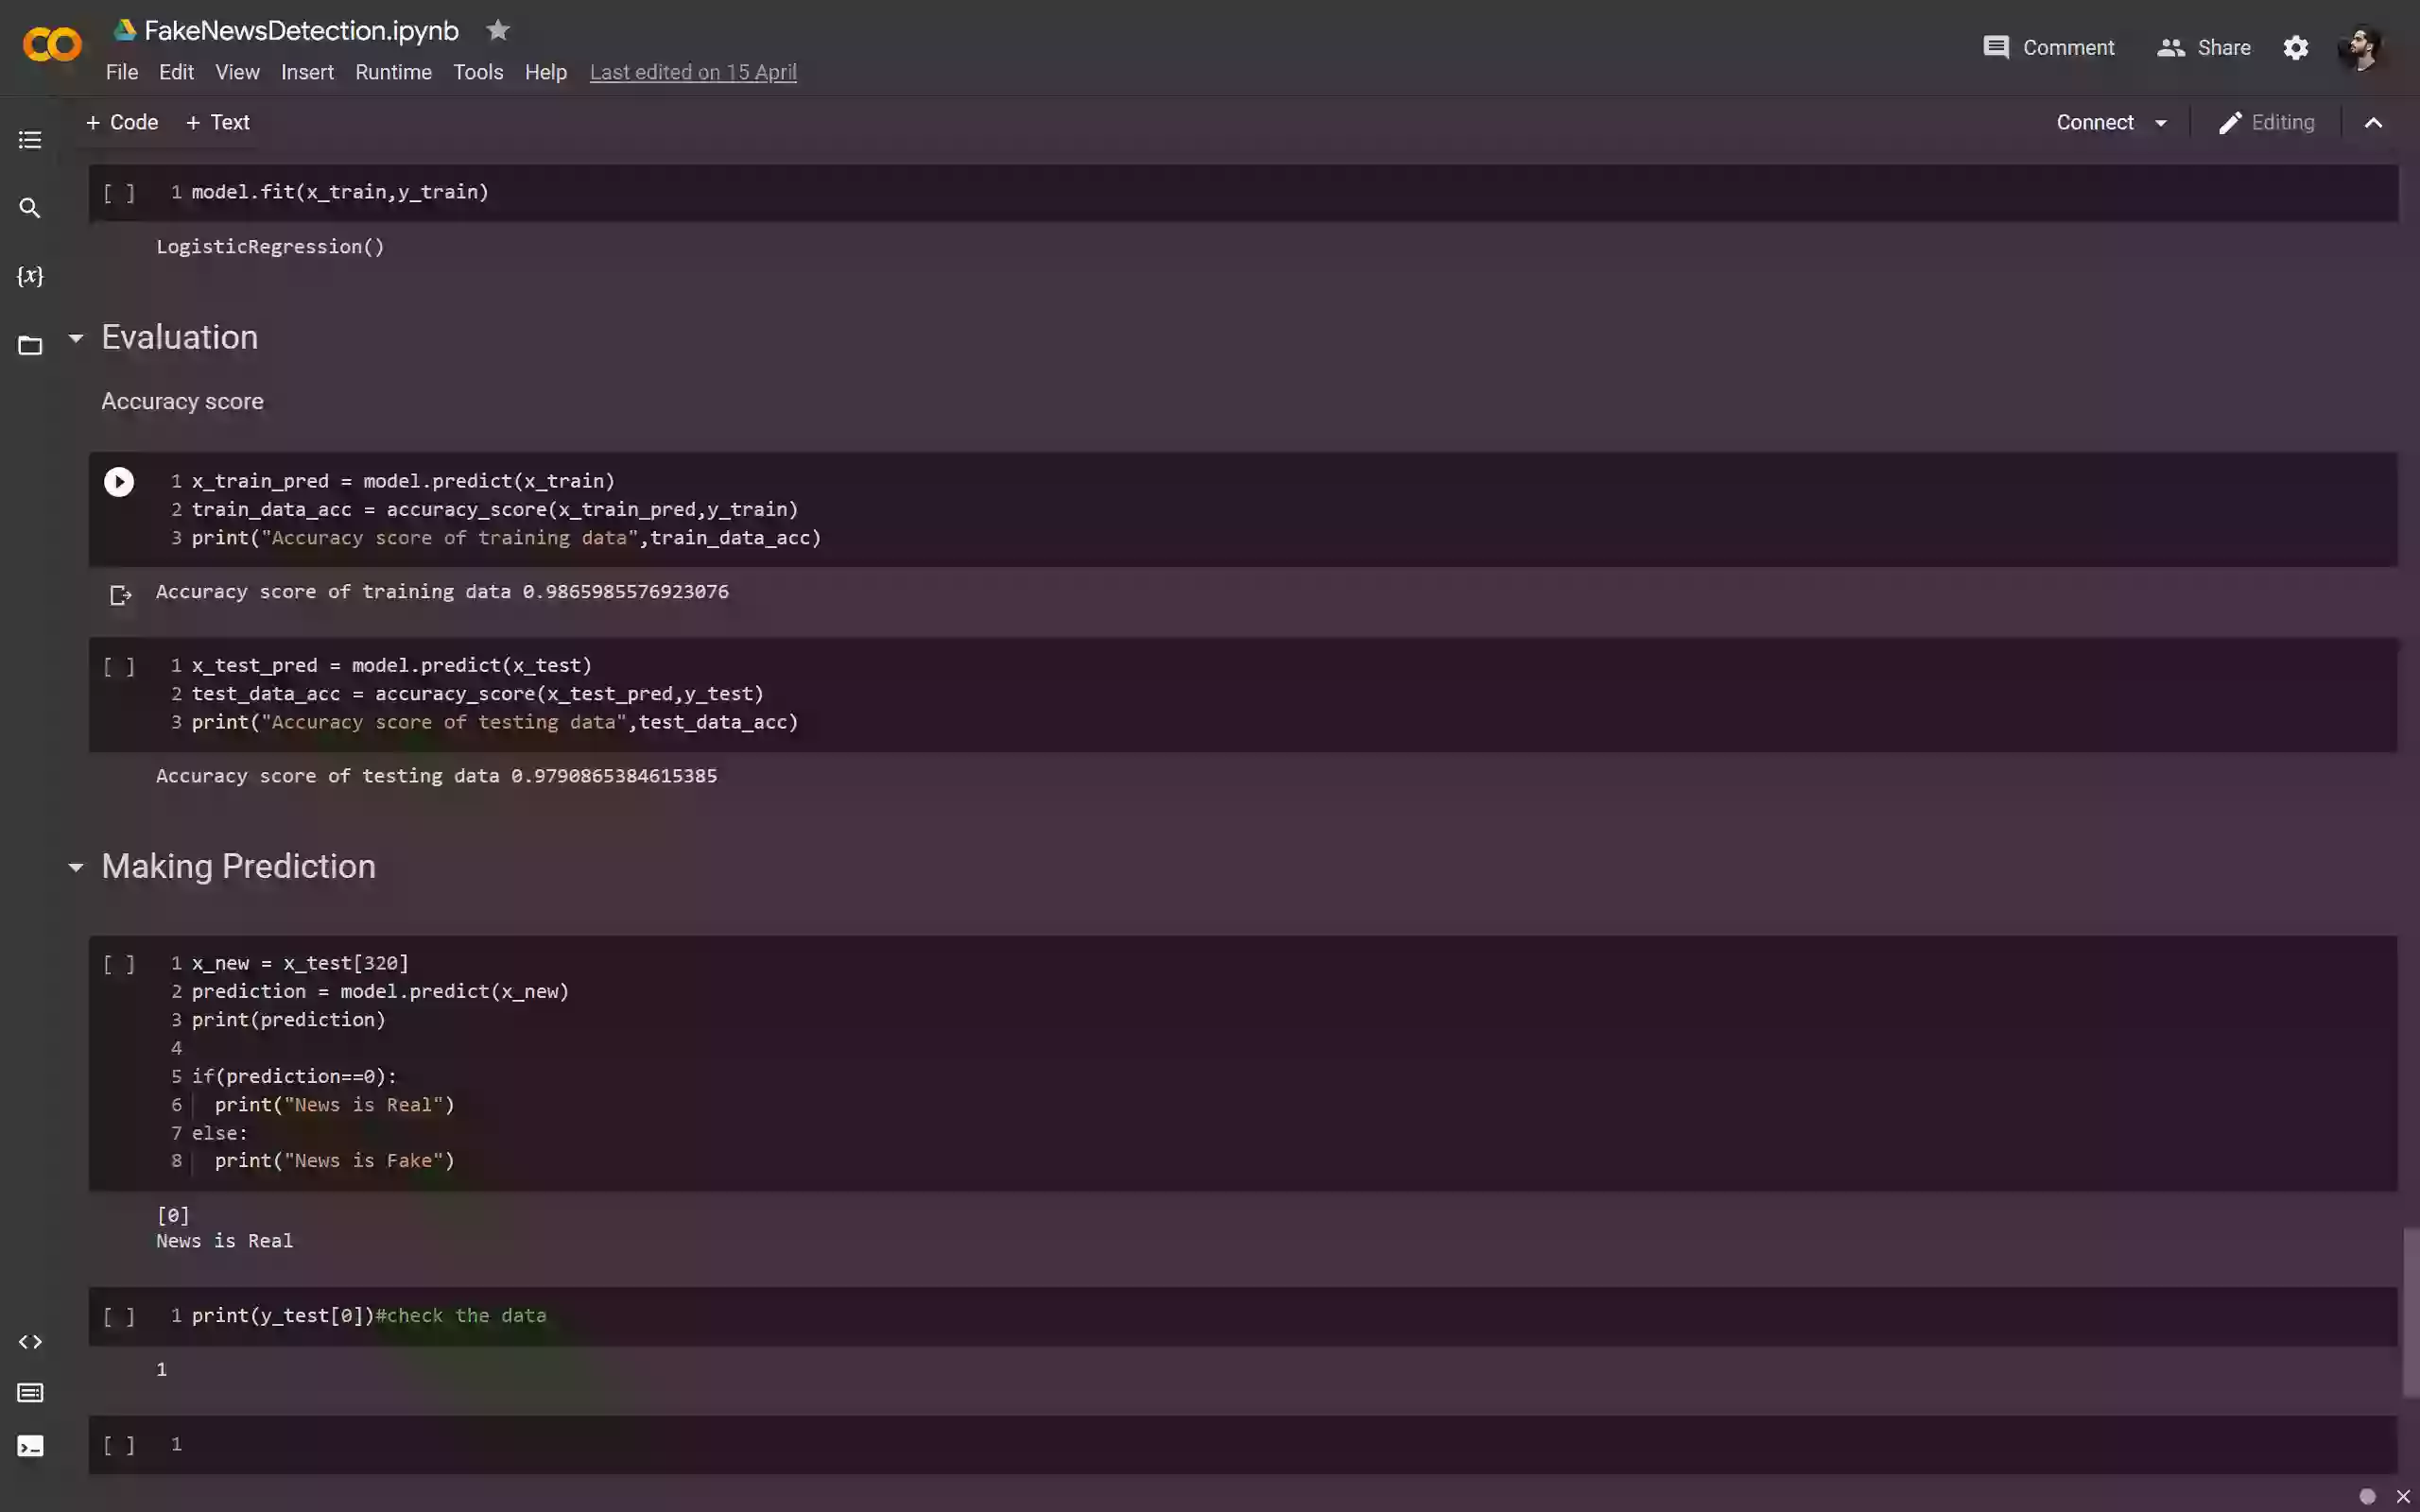 FakeNewsDetection.ipynb
File Edit View Insert Runtime Tools Help Last edited on 15 April
Comment Share
+ Code + Text
Connect Editing
[ ] 1 model.fit(x_train,y_train)
LogisticRegression()
{x}
Evaluation
Accuracy score
1 x_train_pred = model.predict(x_train)
2 train_data_acc = accuracy_score(x_train_pred,y_train)
3 print("Accuracy score of training data",train_data_acc)
Accuracy score of training data 0.9865985576923076
[ ] 1 x_test_pred = model.predict(x_test)
2 test_data_acc = accuracy_score(x_test_pred,y_test)
3 print("Accuracy score of testing data",test_data_acc)
Accuracy score of testing data 0.9790865384615385
Making Prediction
[ ] 1 x_new = x_test[320]
2 prediction = model.predict(x_new)
3 print(prediction)
4
5 if(prediction==0):
6 print("News is Real")
7 else:
8 print("News is Fake")
[0]
News is Real
[ ] 1 print(y_test[0])#check the data
1
[ ] 1